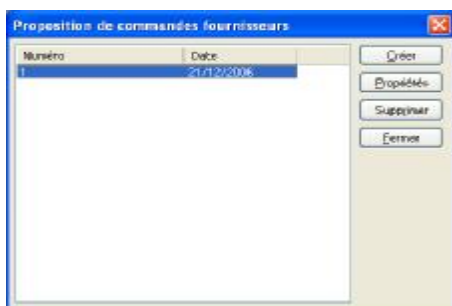 Proposition de commandes fournisseurs
Numéro Date
1 21/12/2006
Créer
Propriétés
Supprimer
Fermer